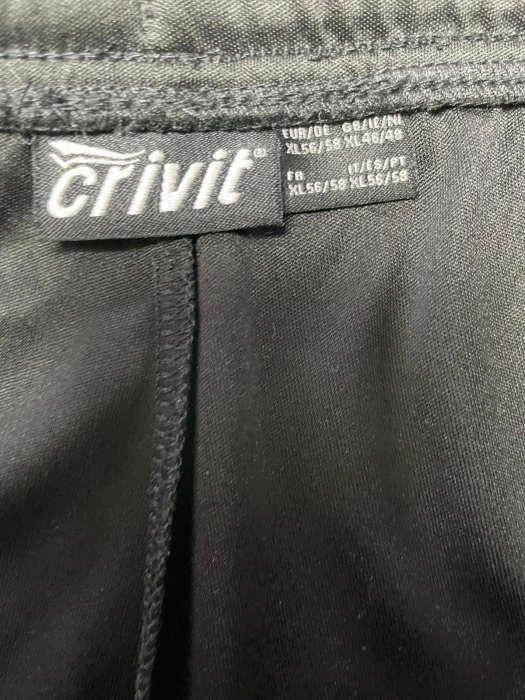 crivit®
EUR/DE GB/IE/NI
XL56/58 XL46/48
FR IT/ES/PT
XL56/58 XL56/58